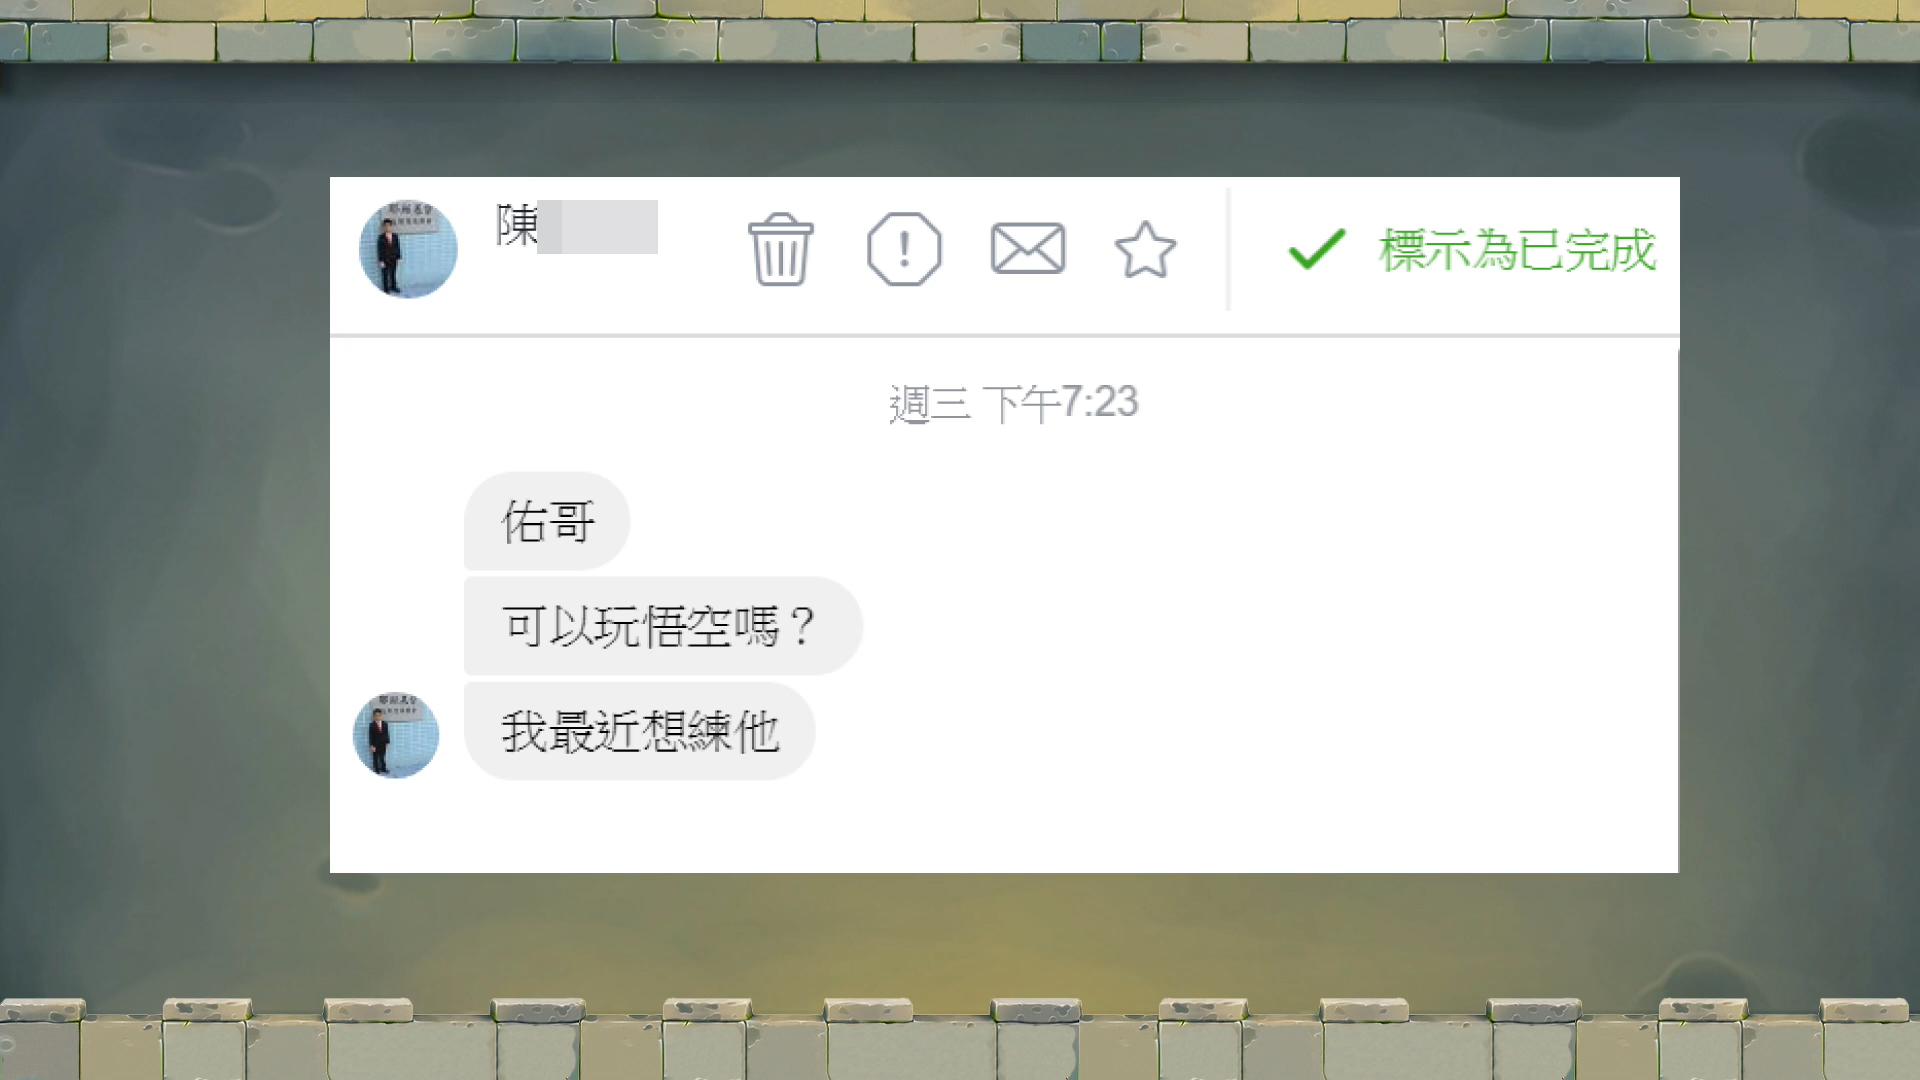 陳
標示為已完成
週三 下午7:23
佑哥
可以玩悟空嗎？
我最近想練他